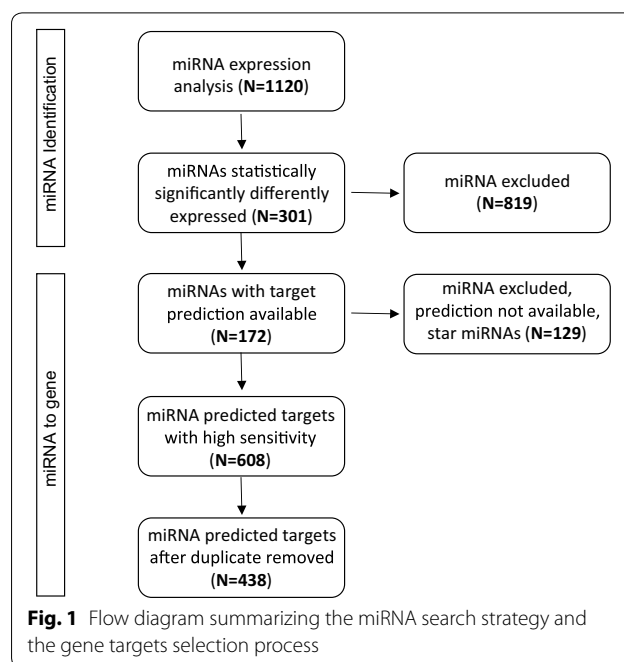 miRNA Identification
miRNA expression
analysis (N=1120)
miRNAs statistically
significantly differently
expressed (N=301)
miRNA excluded
(N=819)
miRNA to gene
miRNAs with target
prediction available
(N=172)
miRNA excluded,
prediction not available,
star miRNAs (N=129)
miRNA predicted targets
with high sensitivity
(N=608)
miRNA predicted targets
after duplicate removed
(N=438)
Fig. 1 Flow diagram summarizing the miRNA search strategy and
the gene targets selection process